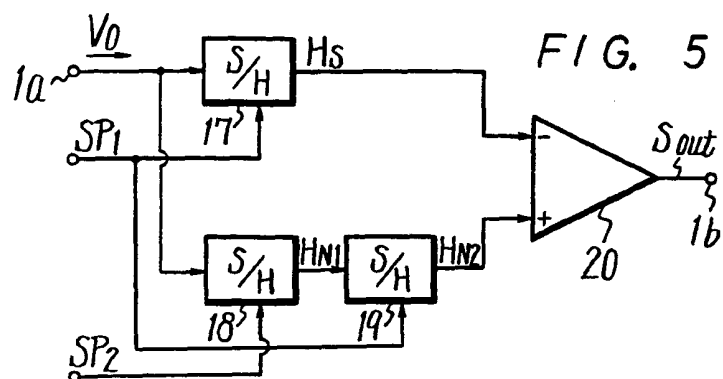 FIG. 5
V0
1a
S/H
HS
17
SP1
-
Sout
+
20
1b
S/H
HN1
S/H
HN2
18
19
SP2